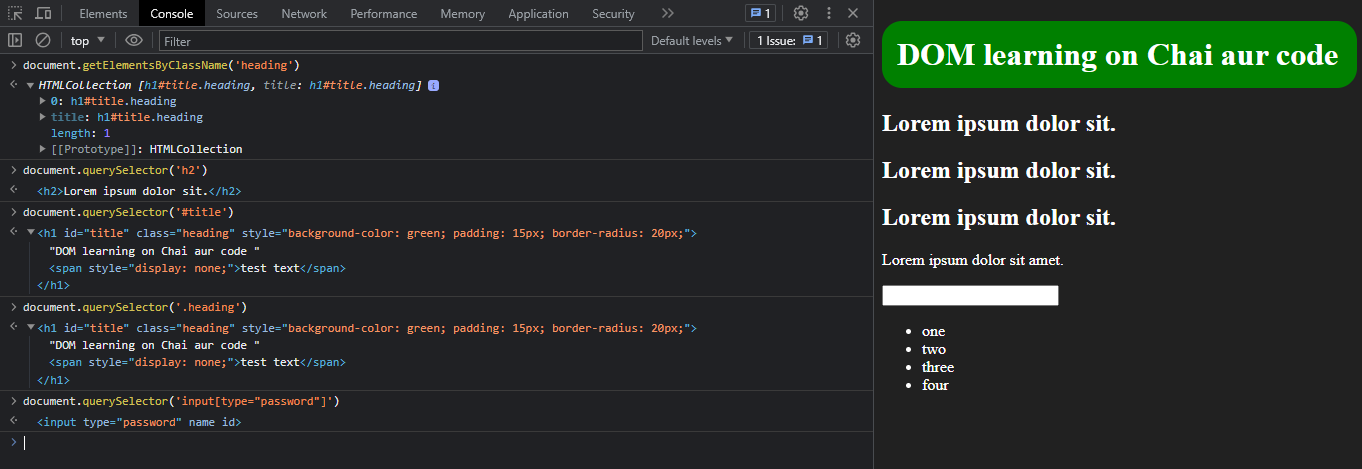 Elements Console Sources Network Performance Memory Application Security 1
top Filter Default levels 1 Issue: 1
document.getElementsByClassName('heading')
HTMLCollection [h1#title.heading, title: h1#title.heading] i
0: h1#title.heading
title: h1#title.heading
length: 1
[[Prototype]]: HTMLCollection
document.querySelector('h2')
<h2>Lorem ipsum dolor sit.</h2>
document.querySelector('#title')
<h1 id="title" class="heading" style="background-color: green; padding: 15px; border-radius: 20px;">
"DOM learning on Chai aur code "
<span style="display: none;">test text</span>
</h1>
document.querySelector('.heading')
<h1 id="title" class="heading" style="background-color: green; padding: 15px; border-radius: 20px;">
"DOM learning on Chai aur code "
<span style="display: none;">test text</span>
</h1>
document.querySelector('input[type="password"]')
<input type="password" name id>
DOM learning on Chai aur code
Lorem ipsum dolor sit.
Lorem ipsum dolor sit.
Lorem ipsum dolor sit.
Lorem ipsum dolor sit amet.
one
two
three
four